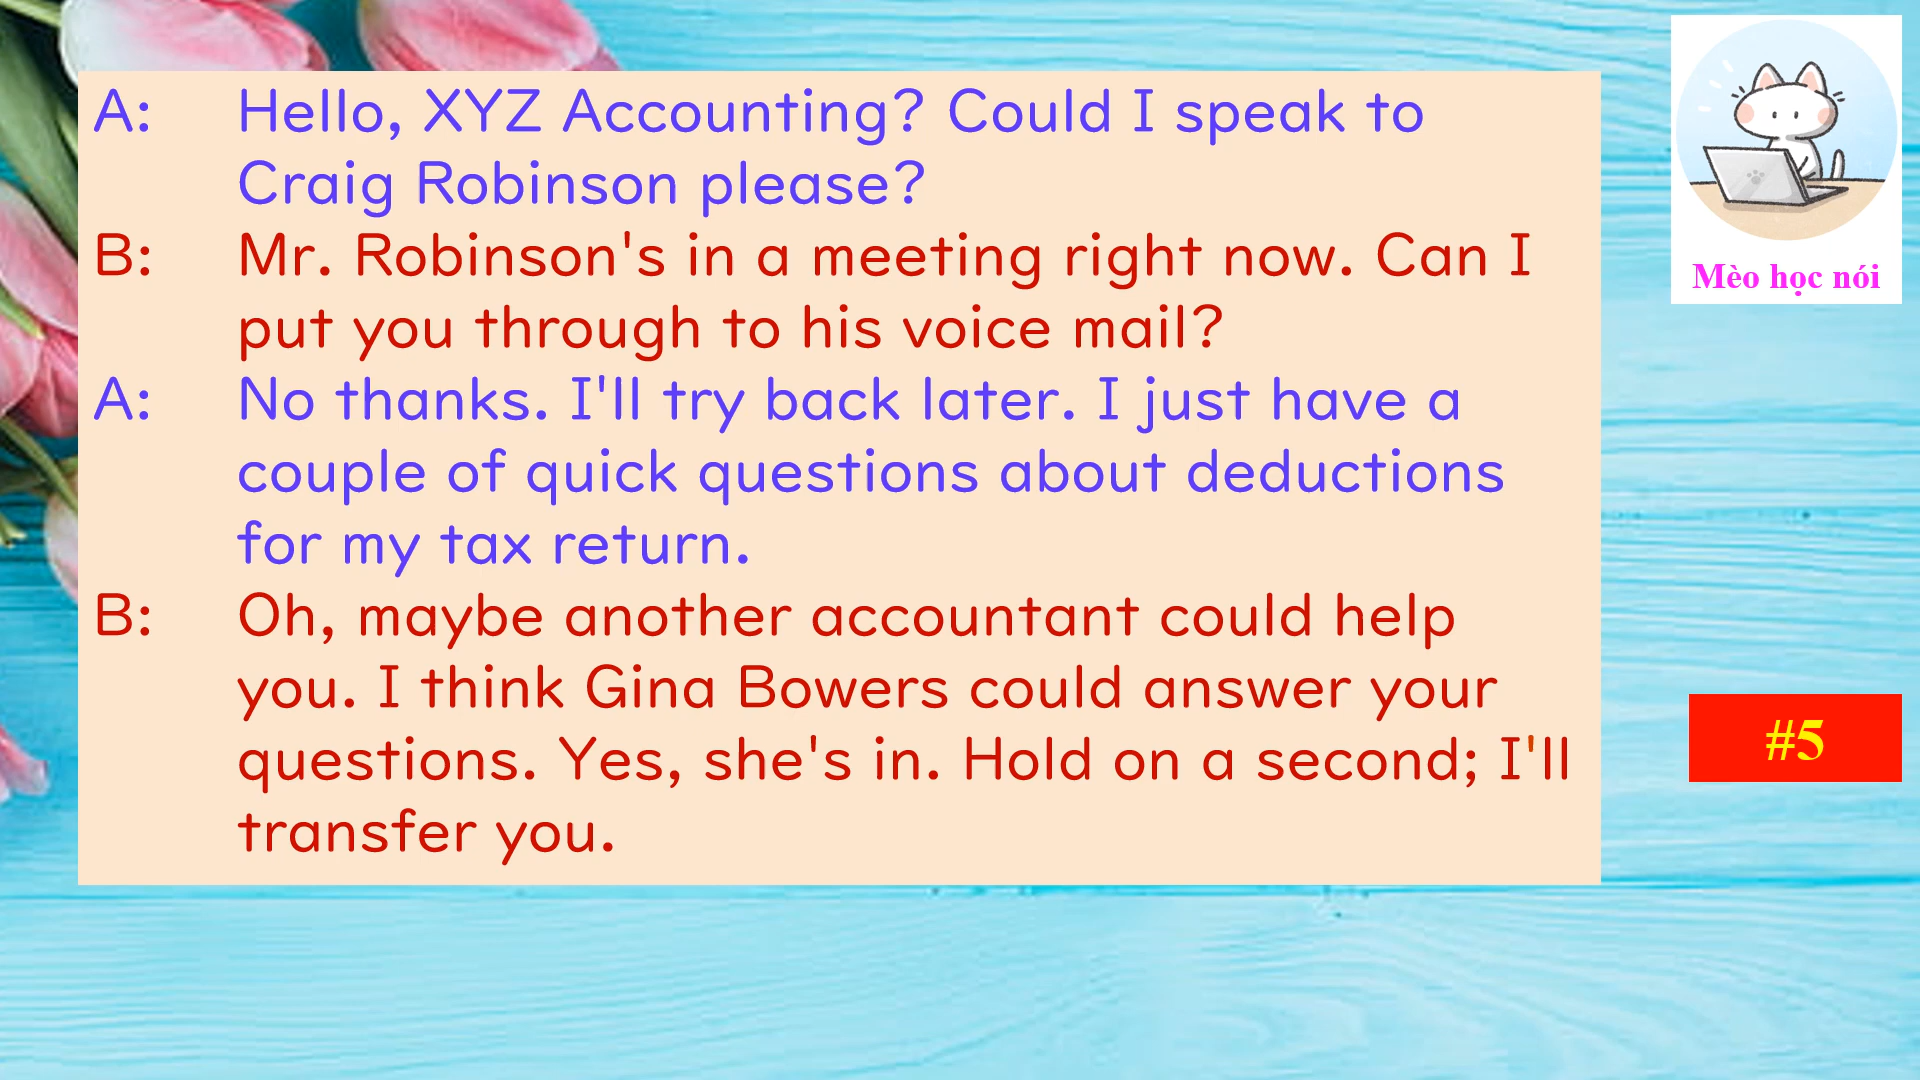 A: Hello, XYZ Accounting? Could I speak to
Craig Robinson please?
B: Mr. Robinson's in a meeting right now. Can I
put you through to his voice mail?
A: No thanks. I'll try back later. I just have a
couple of quick questions about deductions
for my tax return.
B: Oh, maybe another accountant could help
you. I think Gina Bowers could answer your
questions. Yes, she's in. Hold on a second; I'll
transfer you.
Mèo học nói
#5